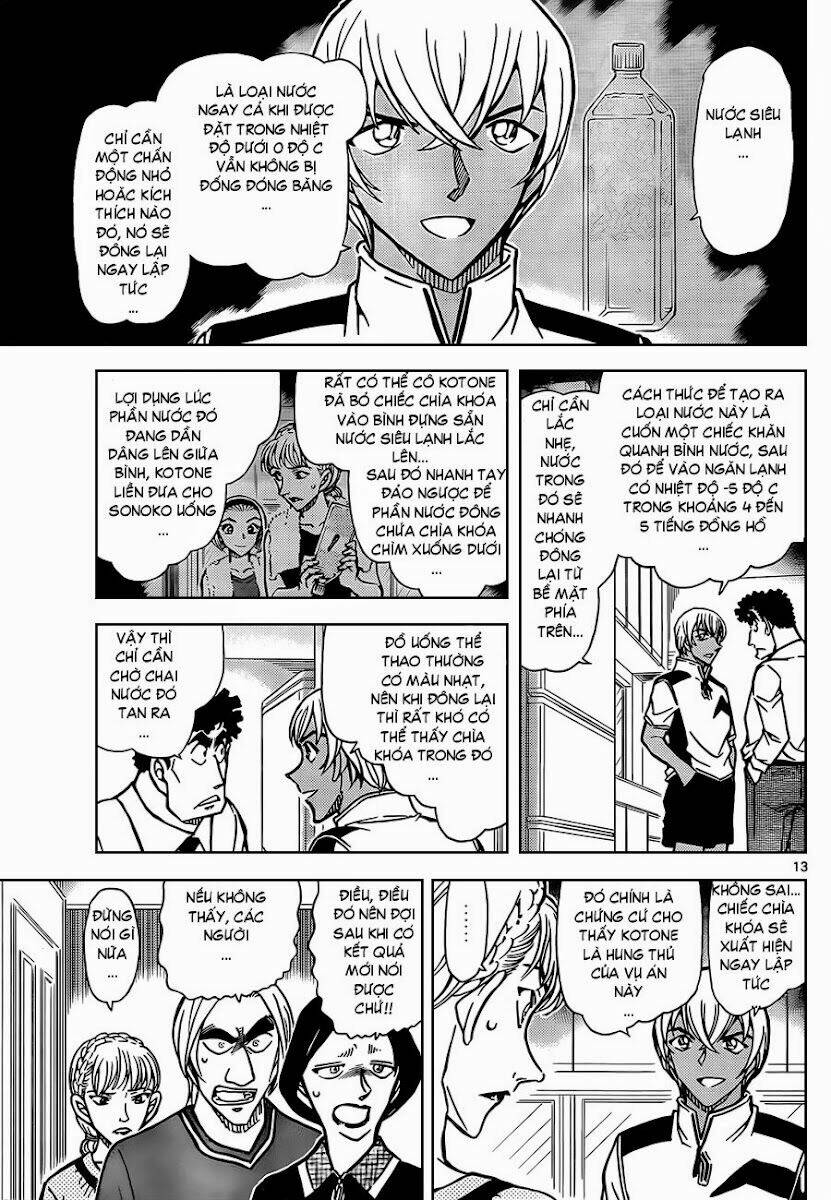 NƯỚC SIÊU
LẠNH
...
LÀ LOẠI NƯỚC
NGAY CẢ KHI ĐƯỢC
ĐẶT TRONG NHIỆT
ĐỘ DƯỚI 0 ĐỘ C
VẪN KHÔNG BỊ
ĐỐNG ĐÓNG BĂNG
...
CHỈ CẦN
MỘT CHẤN
ĐỘNG NHỎ
HOẶC KÍCH
THÍCH NÀO
ĐÓ, NÓ SẼ
ĐÔNG LẠI
NGAY LẬP
TỨC
...
CÁCH THỨC ĐỂ TẠO RA
LOẠI NƯỚC NÀY LÀ
CUỐN MỘT CHIẾC KHĂN
QUANH BÌNH NƯỚC, SAU
ĐÓ ĐỂ VÀO NGĂN LẠNH
CÓ NHIỆT ĐỘ -5 ĐỘ C
TRONG KHOẢNG 4 ĐẾN
5 TIẾNG ĐỒNG HỒ
...
CHỈ CẦN
LẮC
NHẸ,
NƯỚC
TRONG
ĐÓ SẼ
NHANH
CHÓNG
ĐÔNG
LẠI TỪ
BỀ MẶT
PHÍA
TRÊN...
RẤT CÓ THỂ CÔ KOTONE
ĐÃ BỎ CHIẾC CHÌA KHÓA
VÀO BÌNH ĐỰNG SẴN
NƯỚC SIÊU LẠNH LẮC
LÊN...
SAU ĐÓ NHANH TAY
ĐẢO NGƯỢC ĐỂ
PHẦN NƯỚC ĐÔNG
CHỨA CHÌA KHÓA
CHÌM XUỐNG DƯỚI
LỢI DỤNG LÚC
PHẦN NƯỚC ĐÓ
ĐANG DẦN
DÂNG LÊN GIỮA
BÌNH, KOTONE
LIỀN ĐƯA CHO
SONOKO UỐNG
...
ĐỒ UỐNG THỂ
THAO THƯỜNG
CÓ MÀU NHẠT,
NÊN KHI ĐÔNG LẠI
THÌ RẤT KHÓ CÓ
THỂ THẤY CHÌA
KHÓA TRONG ĐÓ
...
VẬY THÌ
CHỈ CẦN
CHỜ CHAI
NƯỚC ĐÓ
TAN RA
...
13
KHÔNG SAI...
CHIẾC CHÌA
KHÓA SẼ
XUẤT HIỆN
NGAY LẬP
TỨC
ĐÓ CHÍNH LÀ
CHỨNG CỨ CHO
THẤY KOTONE
LÀ HUNG THỦ
CỦA VỤ ÁN
NÀY
...
......
ĐIỀU, ĐIỀU
ĐÓ NÊN ĐỢI
SAU KHI CÓ
KẾT QUẢ
MỚI NÓI
ĐƯỢC
CHỨ!!
NẾU KHÔNG
THẤY, CÁC
NGƯỜI
...
ĐỪNG
NÓI GÌ
NỮA